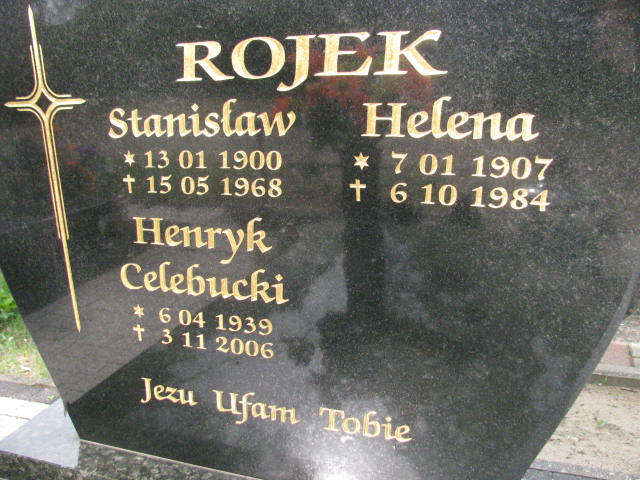 ROJEK
Stanisław
* 13 01 1900
† 15 05 1968
Helena
* 7 01 1907
† 6 10 1984
Henryk
Celebucki
* 6 04 1939
† 3 11 2006
Jezu Ufam Tobie